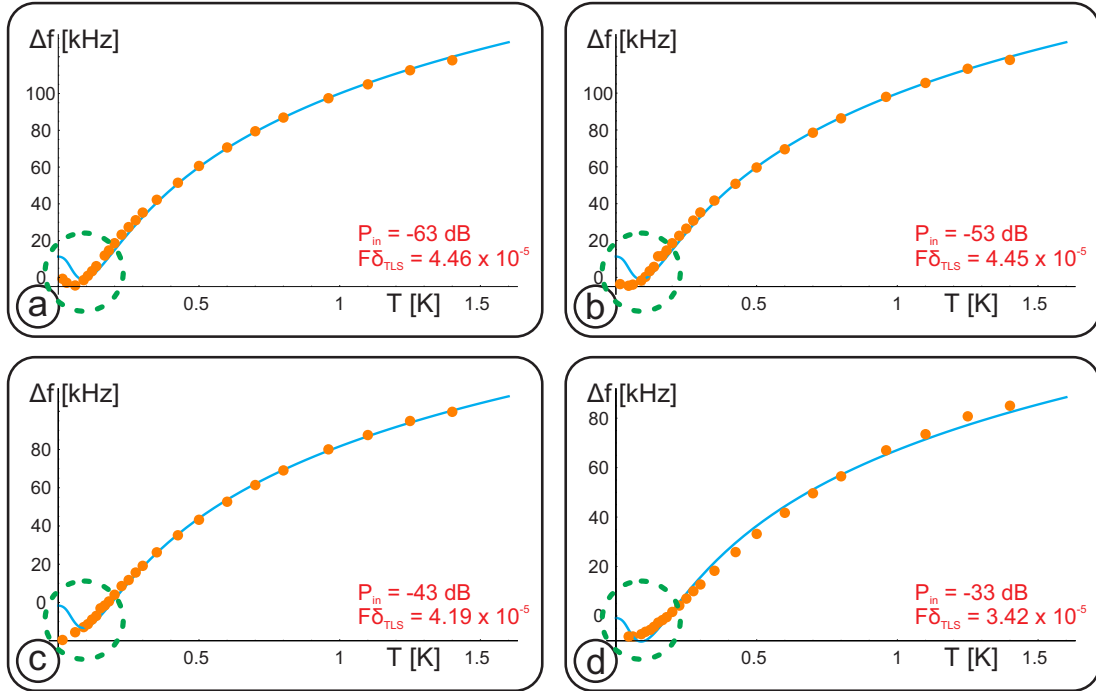 Δf [kHz]
100
80
60
40
20
0
P_in = -63 dB
Fδ_TLS = 4.46 x 10^-5
a
0.5
1
T [K]
1.5
Δf [kHz]
100
80
60
40
20
0
P_in = -53 dB
Fδ_TLS = 4.45 x 10^-5
b
0.5
1
T [K]
1.5
Δf [kHz]
80
60
40
20
0
P_in = -43 dB
Fδ_TLS = 4.19 x 10^-5
c
0.5
1
T [K]
1.5
Δf [kHz]
80
60
40
20
0
P_in = -33 dB
Fδ_TLS = 3.42 x 10^-5
d
0.5
1
T [K]
1.5